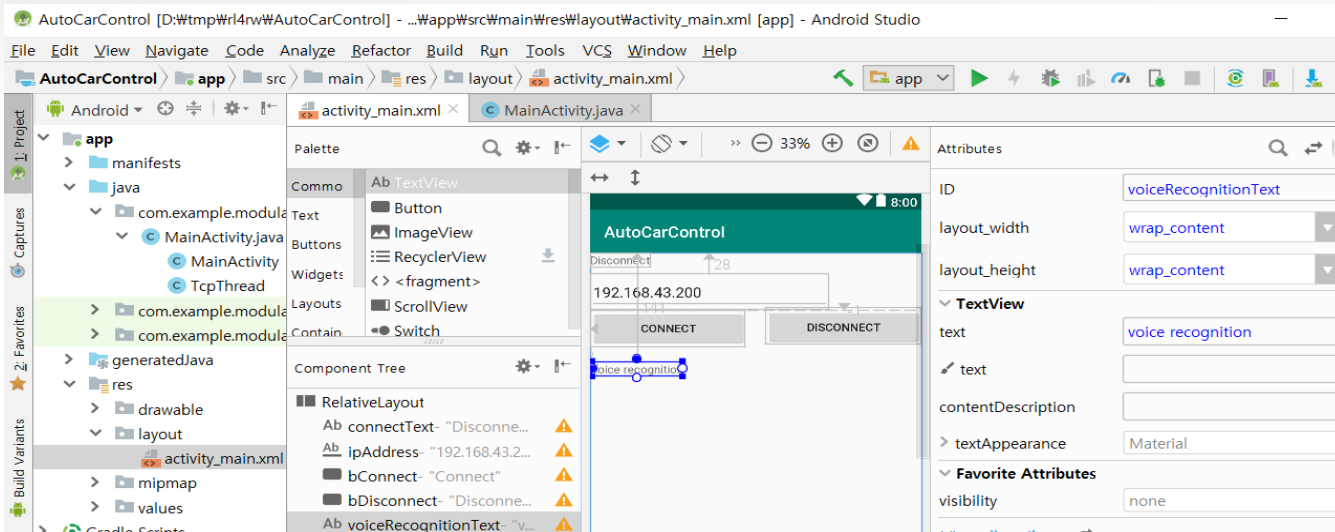 AutoCarControl [D:₩tmp₩rl4rw₩AutoCarControl] - ...₩app₩src₩main₩res₩layout₩activity_main.xml [app] - Android Studio
File Edit View Navigate Code Analyze Refactor Build Run Tools VCS Window Help
AutoCarControl app src main res layout activity_main.xml app
1: Project
Captures
2: Favorites
Build Variants
Android
app
manifests
java
com.example.modula
MainActivity.java
MainActivity
TcpThread
com.example.modula
com.example.modula
generatedJava
res
drawable
layout
activity_main.xml
mipmap
values
Gradle Scripts
activity_main.xml MainActivity.java
Palette
Commo
Text
Buttons
Widgets
Layouts
Contain
Ab TextView
Button
ImageView
RecyclerView
<> <fragment>
ScrollView
Switch
Component Tree
RelativeLayout
Ab connectText- "Disconne...
Ab ipAddress- "192.168.43.2...
bConnect- "Connect"
bDisconnect- "Disconne...
Ab voiceRecognitionText- "v...
33%
8:00
AutoCarControl
Disconnect
28
192.168.43.200
141
CONNECT DISCONNECT
voice recognition
Attributes
ID voiceRecognitionText
layout_width wrap_content
layout_height wrap_content
TextView
text voice recognition
text
contentDescription
textAppearance Material
Favorite Attributes
visibility none